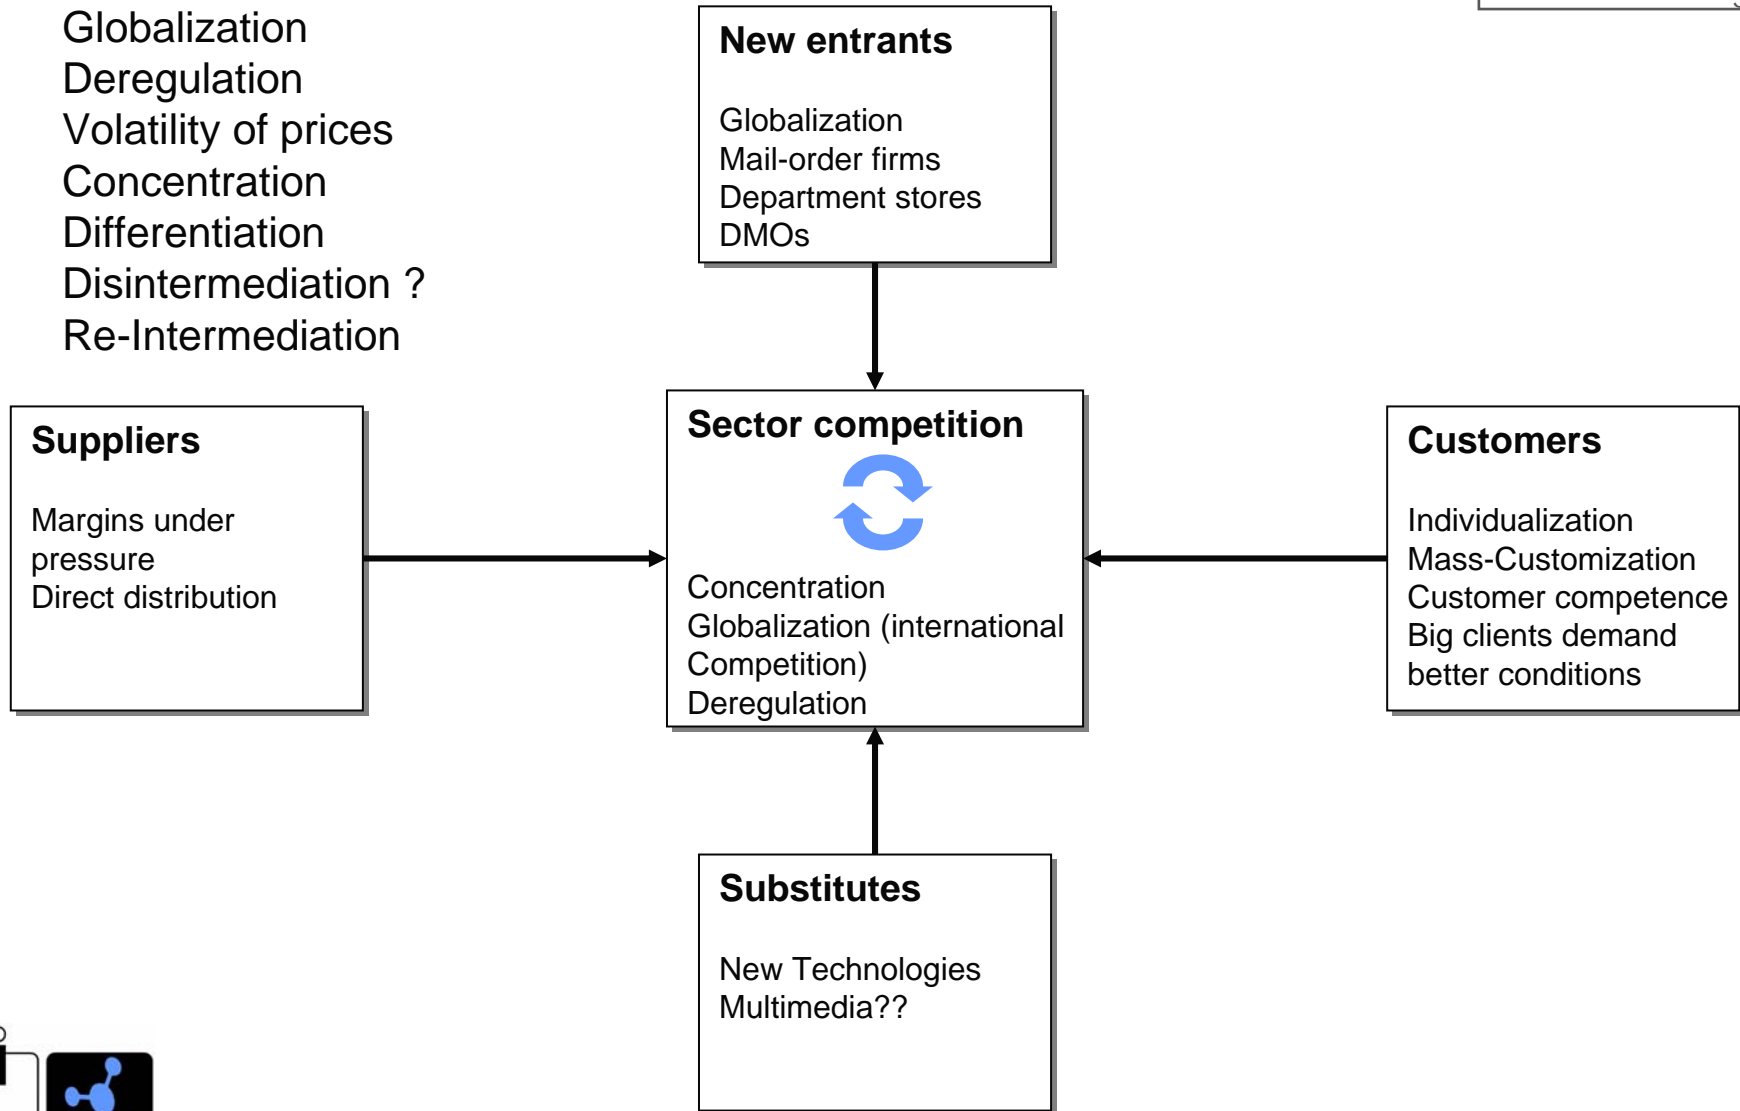 Globalization
Deregulation
Volatility of prices
Concentration
Differentiation
Disintermediation ?
Re-Intermediation
New entrants
Globalization
Mail-order firms
Department stores
DMOs
Suppliers
Margins under
pressure
Direct distribution
Sector competition
Concentration
Globalization (international
Competition)
Deregulation
Customers
Individualization
Mass-Customization
Customer competence
Big clients demand
better conditions
Substitutes
New Technologies
Multimedia??